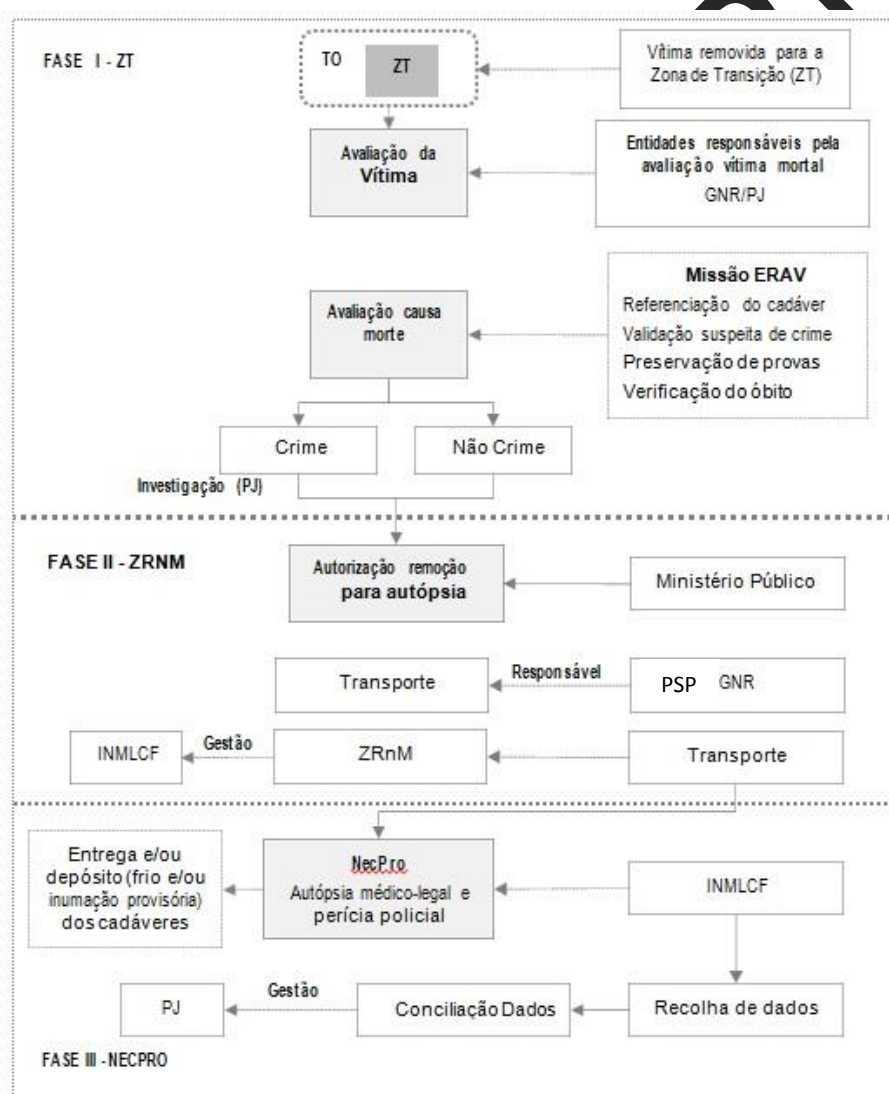 FASE I - ZT
TO
ZT
Vítima removida para a
Zona de Transição (ZT)
Avaliação da
Vítima
Entidades responsáveis pela
avaliação vítima mortal
GNR/PJ
Missão ERAV
Referenciação do cadáver
Validação suspeita de crime
Preservação de provas
Verificação do óbito
Avaliação causa
morte
Crime
Não Crime
Investigação (PJ)
FASE II - ZRNM
Autorização remoção
para autópsia
Ministério Público
Transporte
Responsável
PSP GNR
INMLCF
Gestão
ZRnM
Transporte
Entrega e/ou
depósito (frio e/ou
inumação provisória)
dos cadáveres
NecPro
Autópsia médico-legal e
perícia policial
INMLCF
PJ
Gestão
Conciliação Dados
Recolha de dados
FASE III - NECPRO